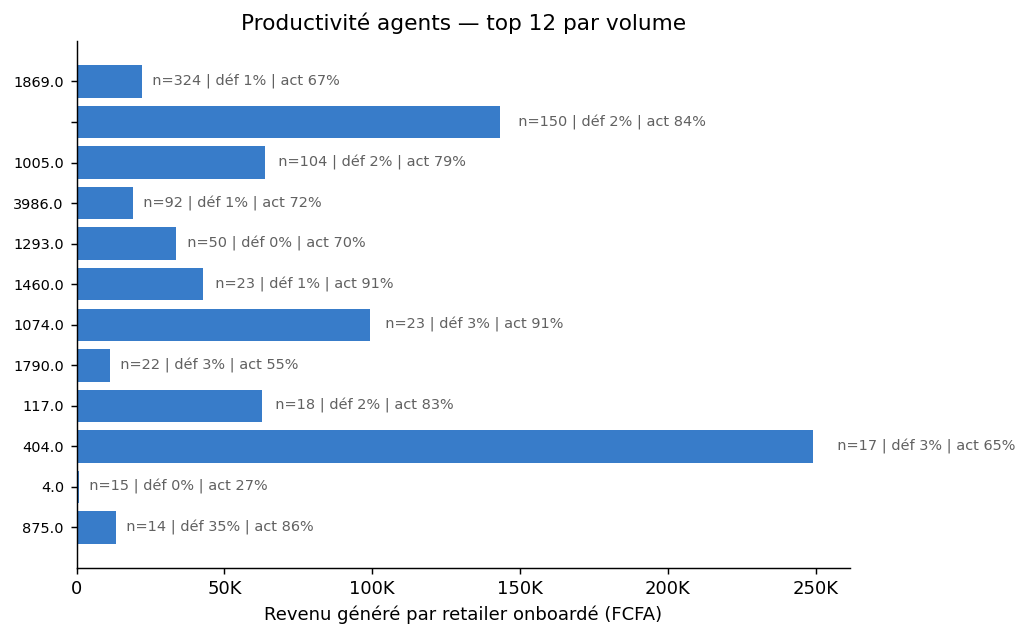 Productivité agents — top 12 par volume
1869.0 n=324 | déf 1% | act 67%
n=150 | déf 2% | act 84%
1005.0 n=104 | déf 2% | act 79%
3986.0 n=92 | déf 1% | act 72%
1293.0 n=50 | déf 0% | act 70%
1460.0 n=23 | déf 1% | act 91%
1074.0 n=23 | déf 3% | act 91%
1790.0 n=22 | déf 3% | act 55%
117.0 n=18 | déf 2% | act 83%
404.0 n=17 | déf 3% | act 65%
4.0 n=15 | déf 0% | act 27%
875.0 n=14 | déf 35% | act 86%
0 50K 100K 150K 200K 250K
Revenu généré par retailer onboardé (FCFA)